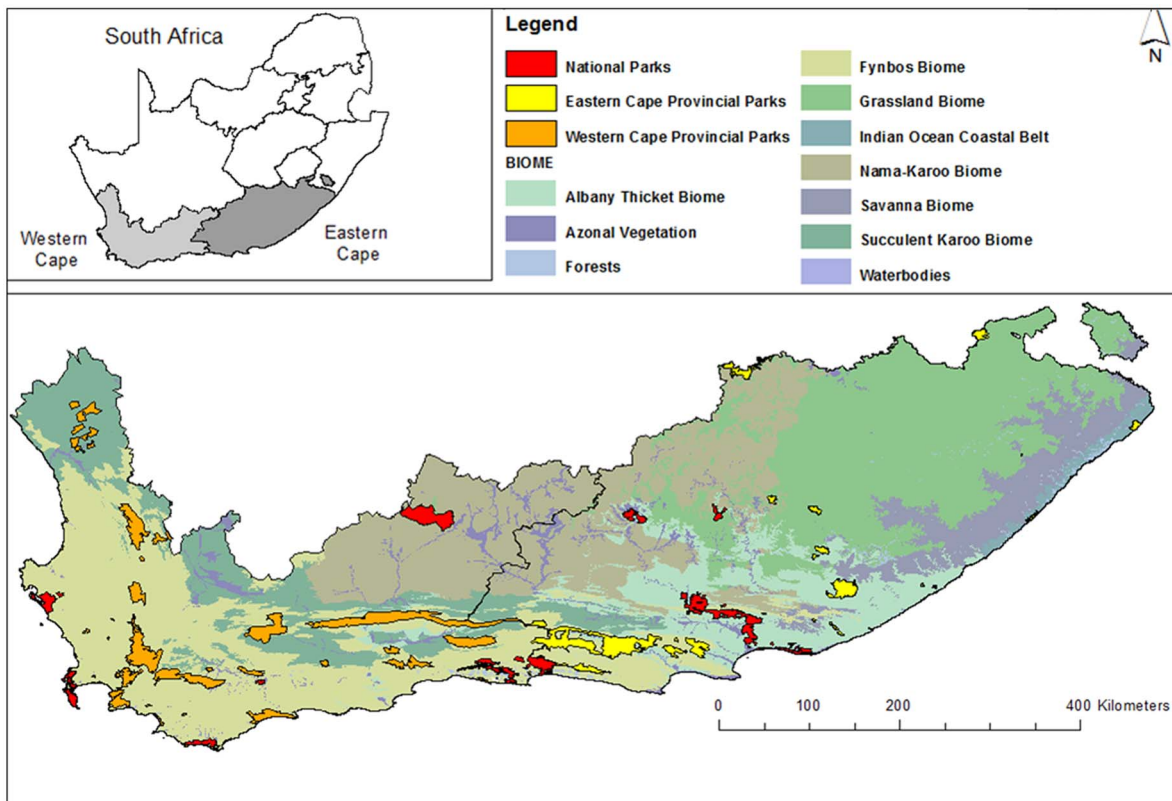 South Africa
Western
Cape
Eastern
Cape
Legend
National Parks
Eastern Cape Provincial Parks
Western Cape Provincial Parks
BIOME
Albany Thicket Biome
Azonal Vegetation
Forests
Fynbos Biome
Grassland Biome
Indian Ocean Coastal Belt
Nama-Karoo Biome
Savanna Biome
Succulent Karoo Biome
Waterbodies
N
0 100 200 400 Kilometers